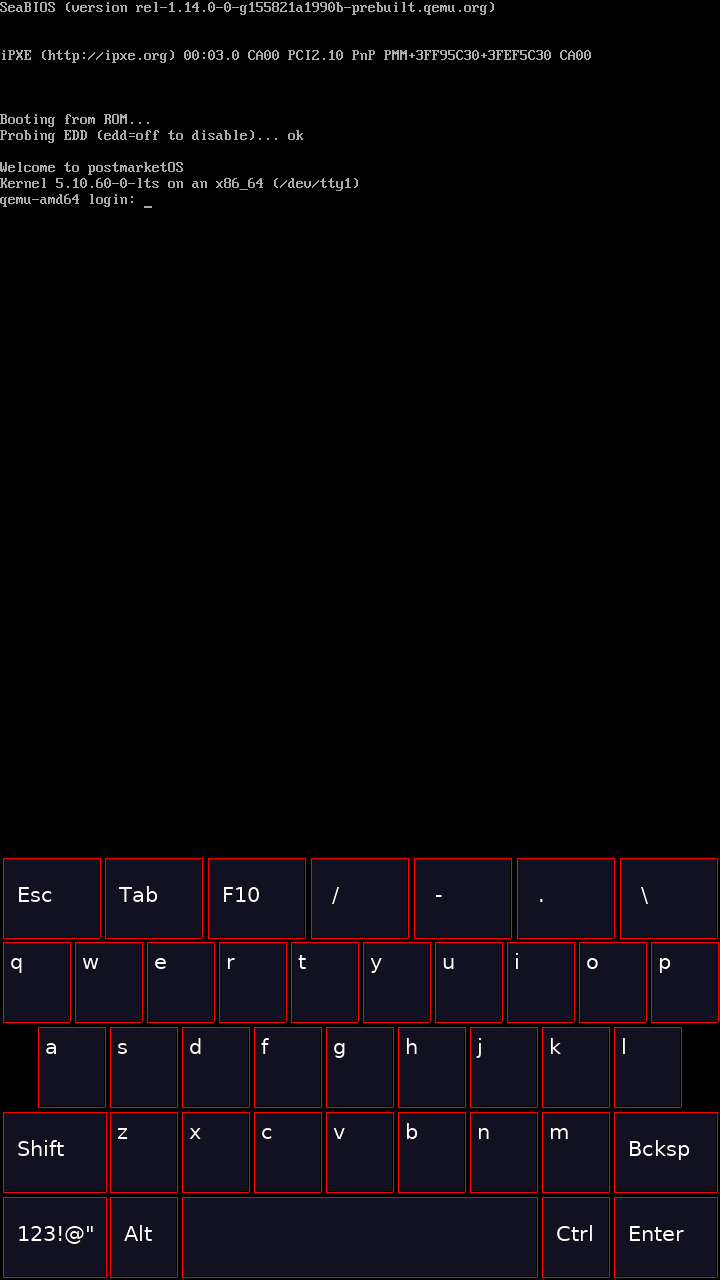 SeaBIOS (version rel-1.14.0-0-g155821a1990b-prebuilt.qemu.org)
iPXE (http://ipxe.org) 00:03.0 CA00 PCI2.10 PnP PMM+3FF95C30+3FEF5C30 CA00
Booting from ROM...
Probing EDD (edd=off to disable)... ok
Welcome to postmarketOS
Kernel 5.10.60-0-lts on an x86_64 (/dev/tty1)
qemu-amd64 login: _
Esc Tab F10 / - . \
q w e r t y u i o p
a s d f g h j k l
Shift z x c v b n m Bcksp
123!@" Alt Ctrl Enter